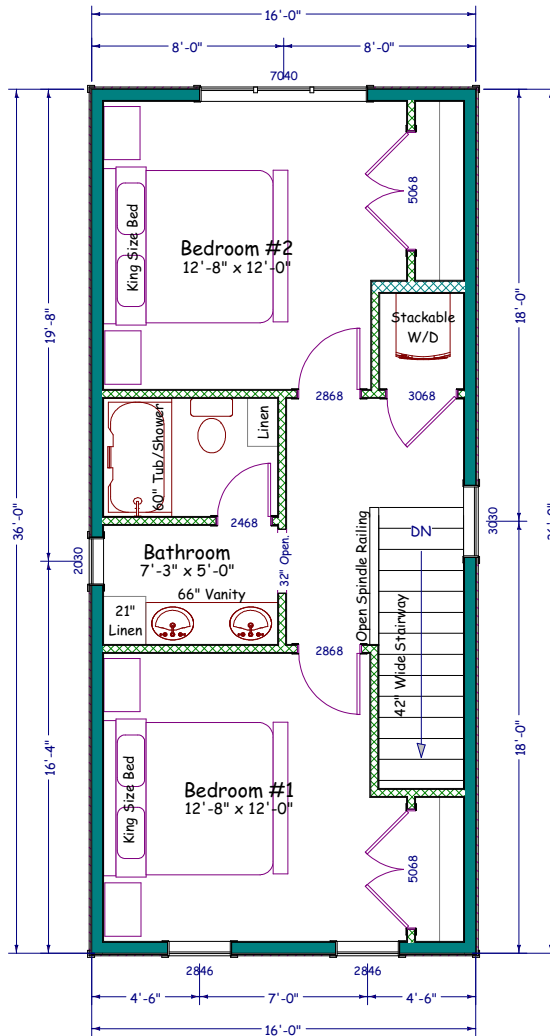 16'-0"
8'-0"
8'-0"
7040
King Size Bed
Bedroom #2
12'-8" x 12'-0"
5068
Stackable
W/D
19'-8"
18'-0"
2868
3068
60" Tub/Shower
Linen
2468
36'-0"
2030
Bathroom
7'-3" x 5'-0"
66" Vanity
32" Open.
Open Spindle Railing
DN
3030
36'-0"
21"
Linen
2868
42" Wide Stairway
16'-4"
18'-0"
King Size Bed
Bedroom #1
12'-8" x 12'-0"
5068
2846
2846
4'-6"
7'-0"
4'-6"
16'-0"